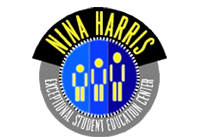 NINA HARRIS
EXCEPTIONAL STUDENT EDUCATION CENTER